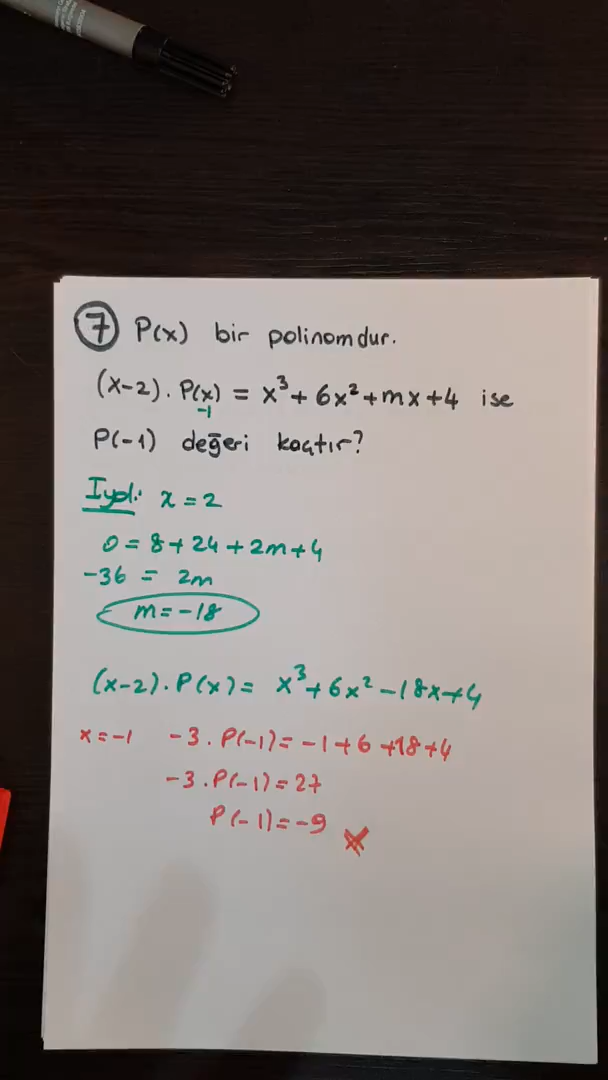 7 P(x) bir polinomdur.
(x-2). P(x) = x³ + 6x² + mx + 4 ise
-1
P(-1) değeri kaçtır?
I.yol: x = 2
0 = 8 + 24 + 2m + 4
-36 = 2m
m = -18
(x-2). P(x) = x³ + 6x² - 18x + 4
x = -1 -3. P(-1) = -1 + 6 + 18 + 4
-3. P(-1) = 27
P(-1) = -9